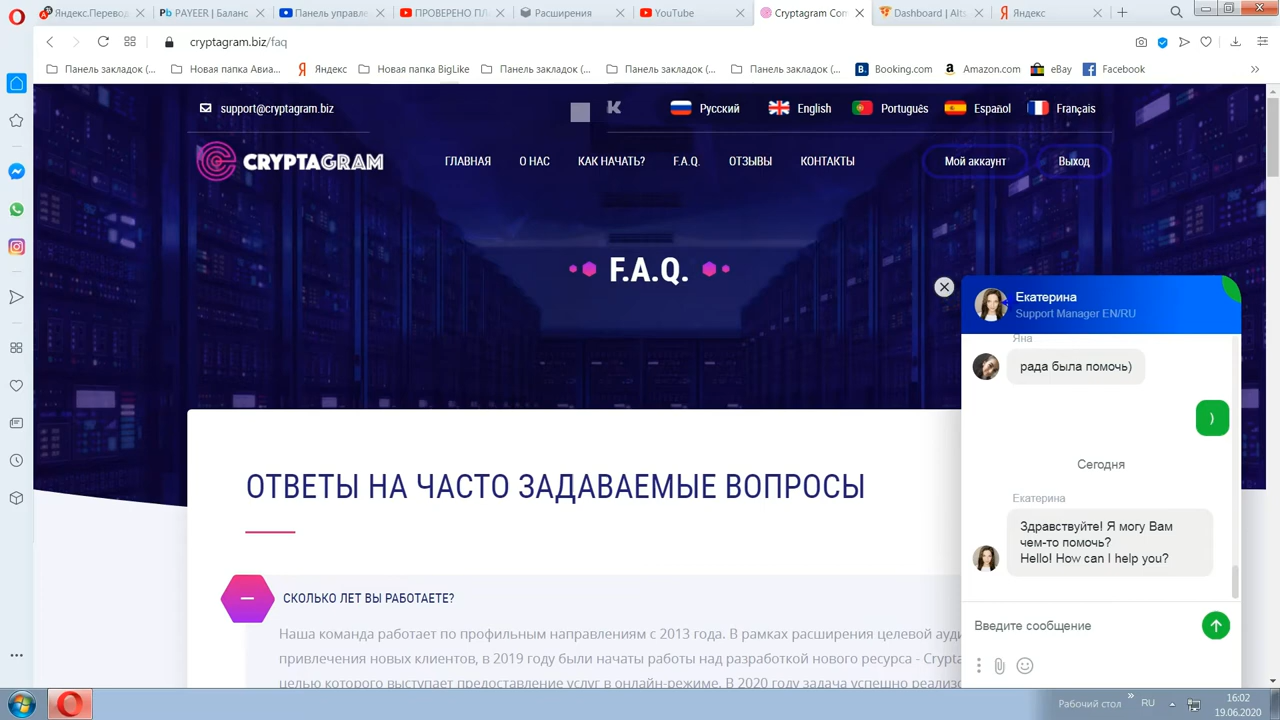 Яндекс.Перевод
PAYEER | Баланс
Панель управле
ПРОВЕРЕНО ПЛ
Расширения
YouTube
Cryptagram Com
Dashboard | Alts
Яндекс
cryptagram.biz/faq
Панель закладок (...
Новая папка Авиа...
Яндекс
Новая папка BigLike
Панель закладок (...
Панель закладок (...
Панель закладок (...
Booking.com
Amazon.com
eBay
Facebook
support@cryptagram.biz
Русский
English
Português
Español
Français
CRYPTAGRAM
ГЛАВНАЯ
О НАС
КАК НАЧАТЬ?
F.A.Q.
ОТЗЫВЫ
КОНТАКТЫ
Мой аккаунт
Выход
F.A.Q.
Екатерина
Support Manager EN/RU
Яна
рада была помочь)
)
Сегодня
Екатерина
Здравствуйте! Я могу Вам
чем-то помочь?
Hello! How can I help you?
Введите сообщение
ОТВЕТЫ НА ЧАСТО ЗАДАВАЕМЫЕ ВОПРОСЫ
СКОЛЬКО ЛЕТ ВЫ РАБОТАЕТЕ?
Наша команда работает по профильным направлениям с 2013 года. В рамках расширения целевой ауди
привлечения новых клиентов, в 2019 году были начаты работы над разработкой нового ресурса - Crypta
целью которого выступает предоставление услуг в онлайн-режиме. В 2020 году задача успешно реализо
Рабочий стол
RU
16:02
19.06.2020